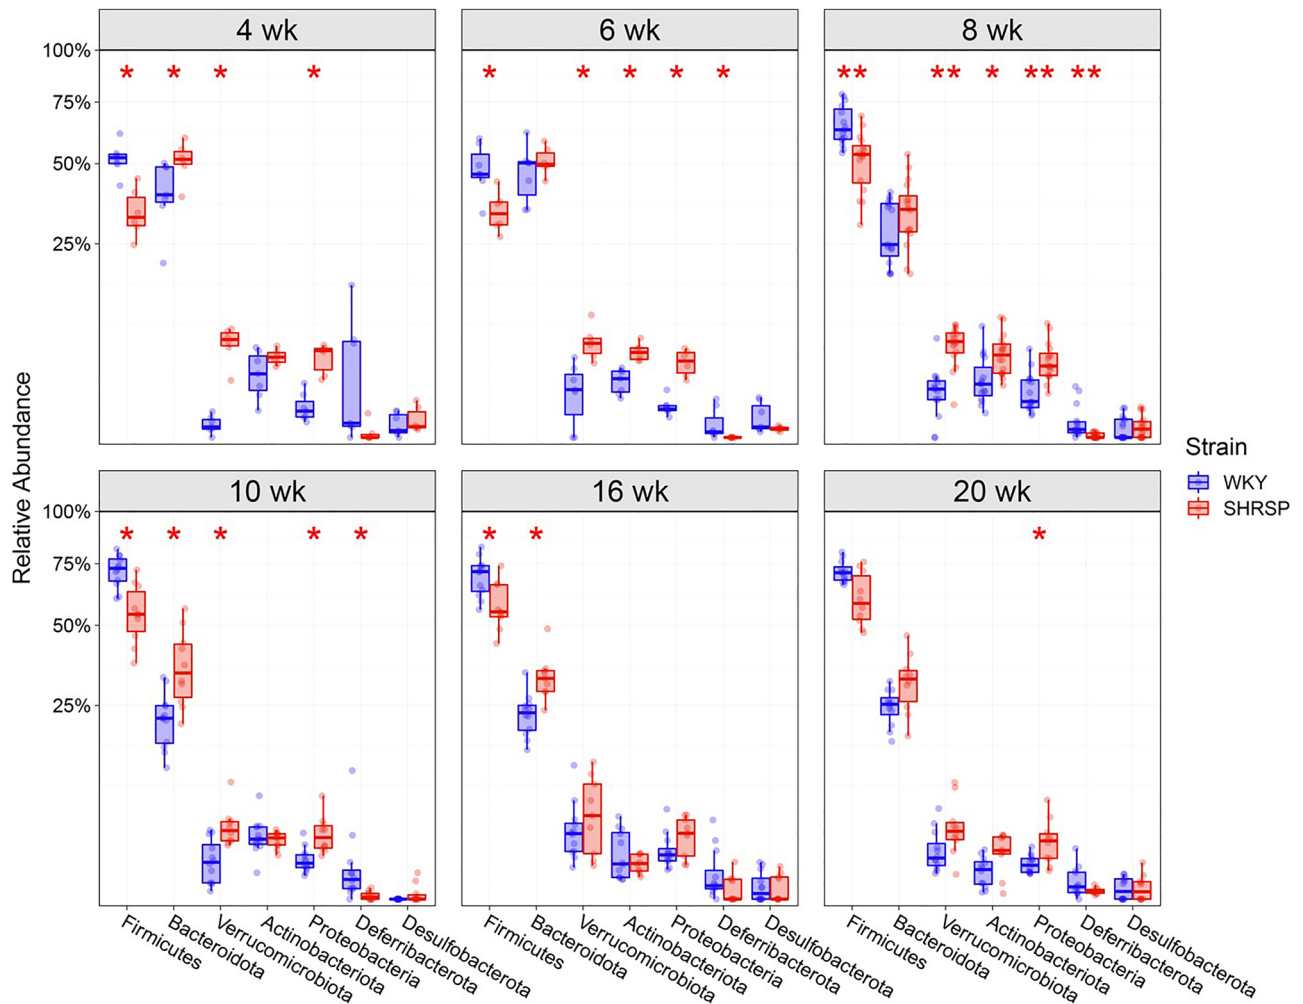 4 wk
6 wk
8 wk
100%
75%
50%
25%
* * * *
* * * * *
** ** * ** **
Relative Abundance
Strain
WKY
SHRSP
10 wk
16 wk
20 wk
100%
75%
50%
25%
* * * * *
* *
*
Firmicutes
Bacteroidota
Verrucomicrobiota
Actinobacteriota
Proteobacteria
Deferribacterota
Desulfobacterota
Firmicutes
Bacteroidota
Verrucomicrobiota
Actinobacteriota
Proteobacteria
Deferribacterota
Desulfobacterota
Firmicutes
Bacteroidota
Verrucomicrobiota
Actinobacteriota
Proteobacteria
Deferribacterota
Desulfobacterota